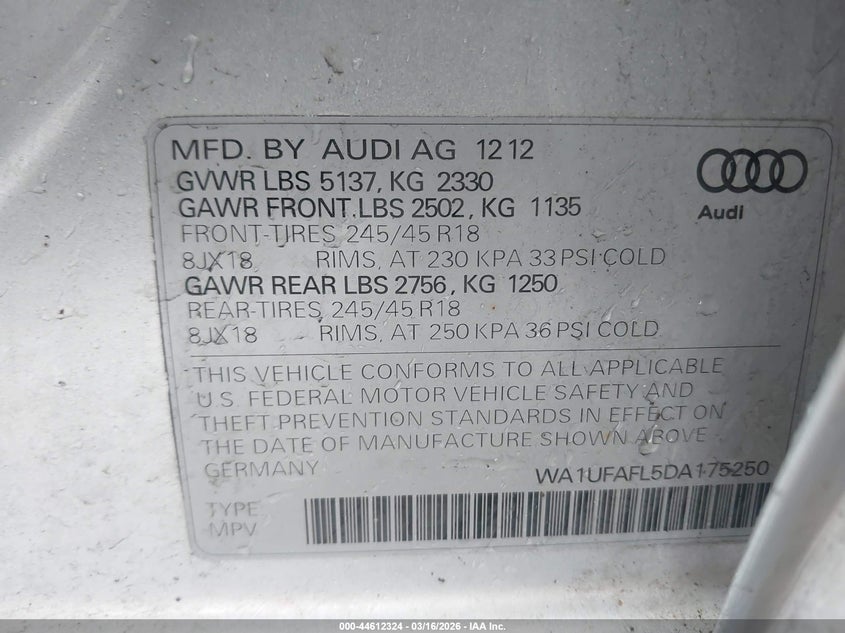 MFD. BY AUDI AG 12 12
GVWR LBS 5137, KG 2330
GAWR FRONT.LBS 2502, KG 1135
FRONT-TIRES 245/45 R18
8JX18 RIMS, AT 230 KPA 33 PSI COLD
GAWR REAR LBS 2756, KG 1250
REAR-TIRES 245/45 R18
8JX18 RIMS, AT 250 KPA 36 PSI COLD
Audi
THIS VEHICLE CONFORMS TO ALL APPLICABLE
U.S. FEDERAL MOTOR VEHICLE SAFETY AND
THEFT PREVENTION STANDARDS IN EFFECT ON
THE DATE OF MANUFACTURE SHOWN ABOVE
GERMANY WA1UFAFL5DA175250
TYPE
MPV
000-44612324 - 03/16/2026 - IAA Inc.